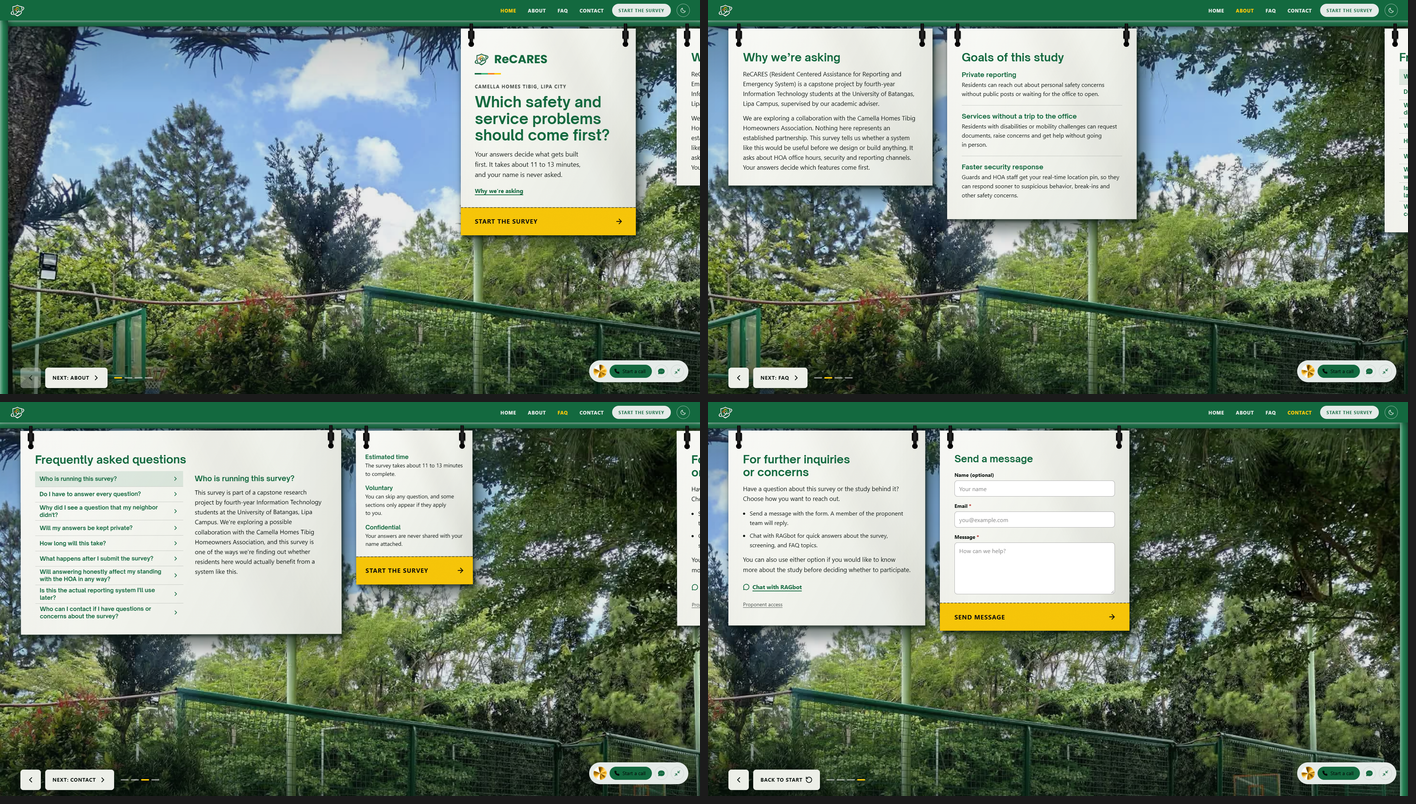 HOME ABOUT FAQ CONTACT START THE SURVEY
ReCARES
CAMELLA HOMES TIBIG, LIPA CITY
Which safety and
service problems
should come first?
Your answers decide what gets built
first. It takes about 11 to 13 minutes,
and your name is never asked.
Why we're asking
START THE SURVEY
NEXT: ABOUT
Start a call
HOME ABOUT FAQ CONTACT START THE SURVEY
Why we're asking
ReCARES (Resident Centered Assistance for Reporting and
Emergency System) is a capstone project by fourth-year
Information Technology students at the University of Batangas,
Lipa Campus, supervised by our academic adviser.
We are exploring a collaboration with the Camella Homes Tibig
Homeowners Association. Nothing here represents an
established partnership. This survey tells us whether a system
like this would be useful before we design or build anything. It
asks about HOA office hours, security and reporting channels.
Your answers decide which features come first.
Goals of this study
Private reporting
Residents can reach out about personal safety concerns
without public posts or waiting for the office to open.
Services without a trip to the office
Residents with disabilities or mobility challenges can request
documents, raise concerns and get help without going
in person.
Faster security response
Guards and HOA staff get your real-time location pin, so they
can respond sooner to suspicious behavior, break-ins and
other safety concerns.
NEXT: FAQ
Start a call
HOME ABOUT FAQ CONTACT START THE SURVEY
Frequently asked questions
Who is running this survey?
Do I have to answer every question?
Why did I see a question that my neighbor
didn't?
Will my answers be kept private?
How long will this take?
What happens after I submit the survey?
Will answering honestly affect my standing
with the HOA in any way?
Is this the actual reporting system I'll use
later?
Who can I contact if I have questions or
concerns about the survey?
Who is running this survey?
This survey is part of a capstone research
project by fourth-year Information Technology
students at the University of Batangas, Lipa
Campus. We're exploring a possible
collaboration with the Camella Homes Tibig
Homeowners Association, and this survey is
one of the ways we're finding out whether
residents here would actually benefit from a
system like this.
Estimated time
The survey takes about 11 to 13 minutes
to complete.
Voluntary
You can skip any question, and some
sections only appear if they apply
to you.
Confidential
Your answers are never shared with your
name attached.
START THE SURVEY
NEXT: CONTACT
Start a call
HOME ABOUT FAQ CONTACT START THE SURVEY
For further inquiries
or concerns
Have a question about this survey or the study behind it?
Choose how you want to reach out.
• Send a message with the form. A member of the proponent
team will reply.
• Chat with RAGbot for quick answers about the survey,
screening, and FAQ topics.
You can also use either option if you would like to know
more about the study before deciding whether to participate.
Chat with RAGbot
Proponent access
Send a message
Name (optional)
Your name
Email *
you@example.com
Message *
How can we help?
SEND MESSAGE
BACK TO START
Start a call